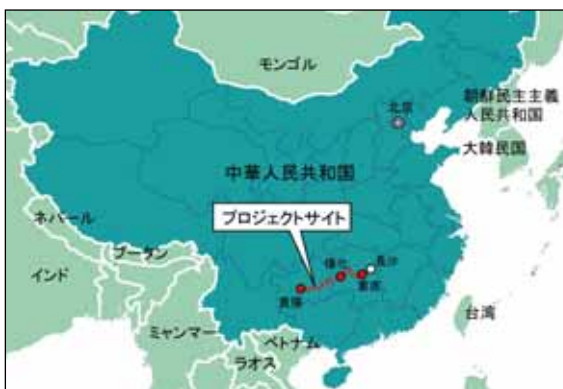 モンゴル
北京
朝鮮民主主義
人民共和国
大韓民国
中華人民共和国
ネパール
プロジェクトサイト
ブータン
インド
懐化
長沙
貴陽
婁底
台湾
ミャンマー
ベトナム
ラオス